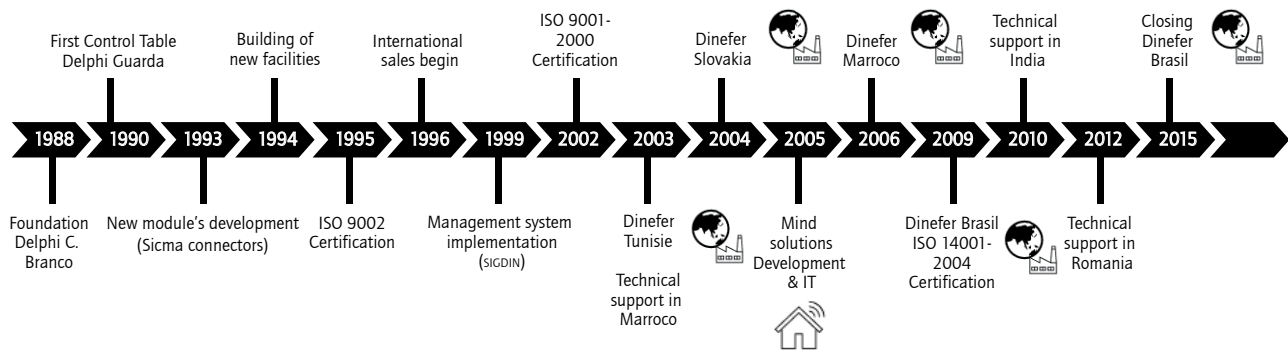 First Control Table
Delphi Guarda
Building of
new facilities
International
sales begin
ISO 9001-
2000
Certification
Dinefer
Slovakia
Dinefer
Marroco
Technical
support in
India
Closing
Dinefer
Brasil
1988 1990 1993 1994 1995 1996 1999 2002 2003 2004 2005 2006 2009 2010 2012 2015
Foundation
Delphi C.
Branco
New module's development
(Sicma connectors)
ISO 9002
Certification
Management system
implementation
(SIGDIN)
Dinefer
Tunisie
Technical
support in
Marroco
Mind
solutions
Development
& IT
Dinefer Brasil
ISO 14001-
2004
Certification
Technical
support in
Romania